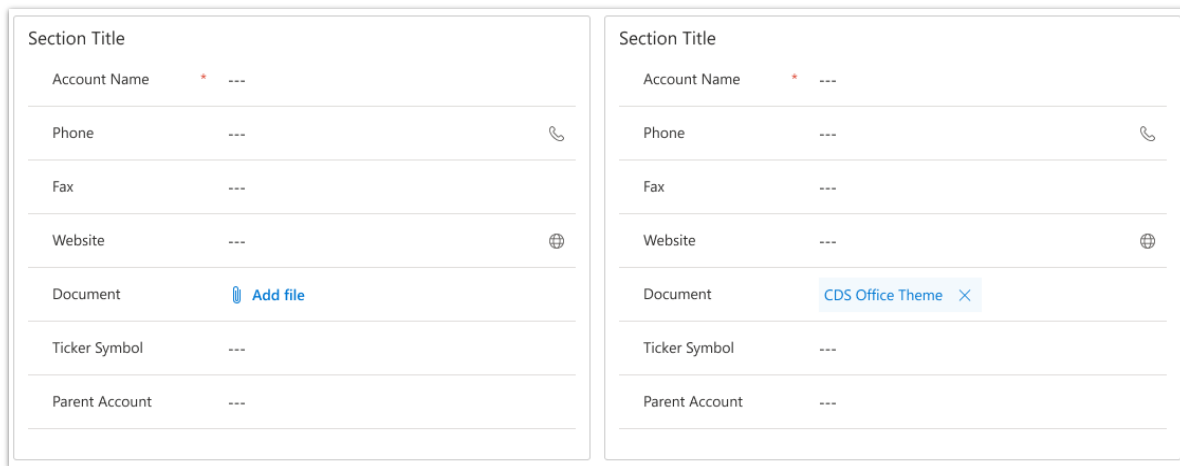 Section Title
Account Name * ---
Phone ---
Fax ---
Website ---
Document Add file
Ticker Symbol ---
Parent Account ---
Section Title
Account Name * ---
Phone ---
Fax ---
Website ---
Document CDS Office Theme
Ticker Symbol ---
Parent Account ---